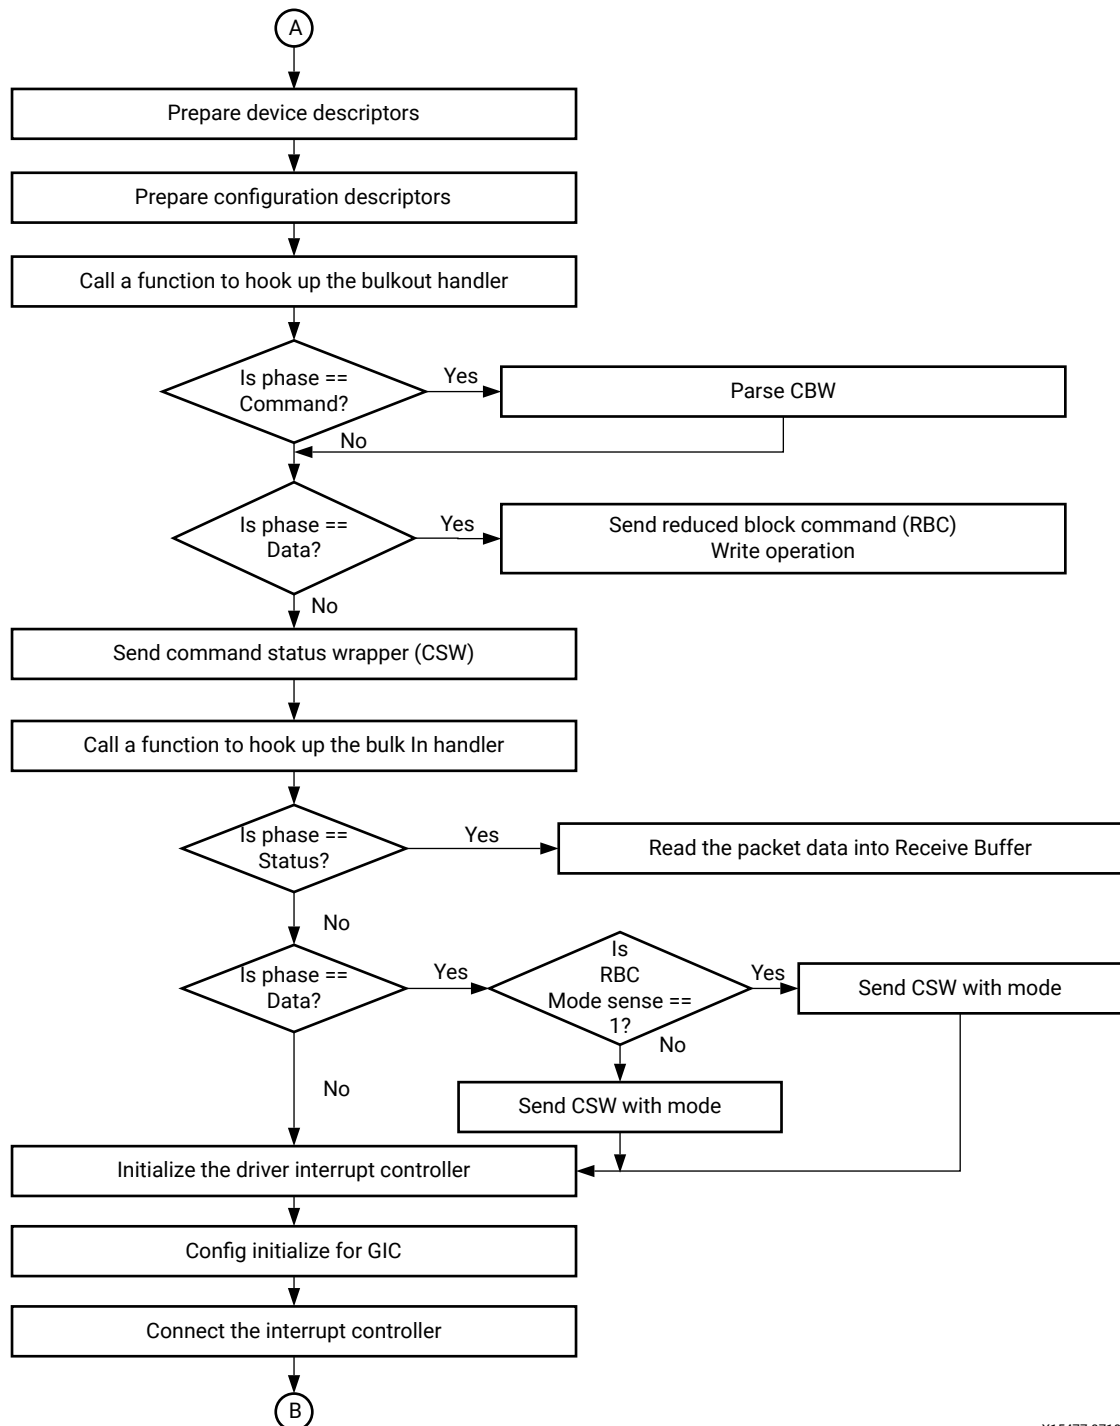 A
Prepare device descriptors
Prepare configuration descriptors
Call a function to hook up the bulkout handler
Is phase ==
Command?
Yes
Parse CBW
No
Is phase ==
Data?
Yes
Send reduced block command (RBC)
Write operation
No
Send command status wrapper (CSW)
Call a function to hook up the bulk In handler
Is phase ==
Status?
Yes
Read the packet data into Receive Buffer
No
Is phase ==
Data?
Yes
Is
RBC
Mode sense ==
1?
Yes
Send CSW with mode
No
Send CSW with mode
No
Initialize the driver interrupt controller
Config initialize for GIC
Connect the interrupt controller
B